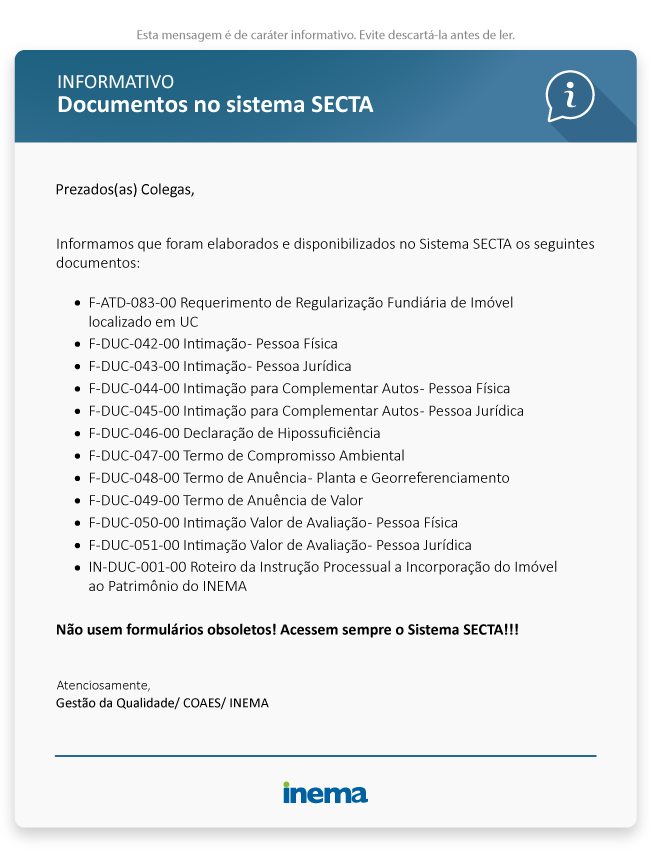 Esta mensagem é de caráter informativo. Evite descartá-la antes de ler.
INFORMATIVO
Documentos no sistema SECTA
Prezados(as) Colegas,
Informamos que foram elaborados e disponibilizados no Sistema SECTA os seguintes
documentos:
• F-ATD-083-00 Requerimento de Regularização Fundiária de Imóvel
localizado em UC
• F-DUC-042-00 Intimação- Pessoa Física
• F-DUC-043-00 Intimação- Pessoa Jurídica
• F-DUC-044-00 Intimação para Complementar Autos- Pessoa Física
• F-DUC-045-00 Intimação para Complementar Autos- Pessoa Jurídica
• F-DUC-046-00 Declaração de Hipossuficiência
• F-DUC-047-00 Termo de Compromisso Ambiental
• F-DUC-048-00 Termo de Anuência- Planta e Georreferenciamento
• F-DUC-049-00 Termo de Anuência de Valor
• F-DUC-050-00 Intimação Valor de Avaliação- Pessoa Física
• F-DUC-051-00 Intimação Valor de Avaliação- Pessoa Jurídica
• IN-DUC-001-00 Roteiro da Instrução Processual a Incorporação do Imóvel
ao Patrimônio do INEMA
Não usem formulários obsoletos! Acessem sempre o Sistema SECTA!!!
Atenciosamente,
Gestão da Qualidade/ COAES/ INEMA
inema